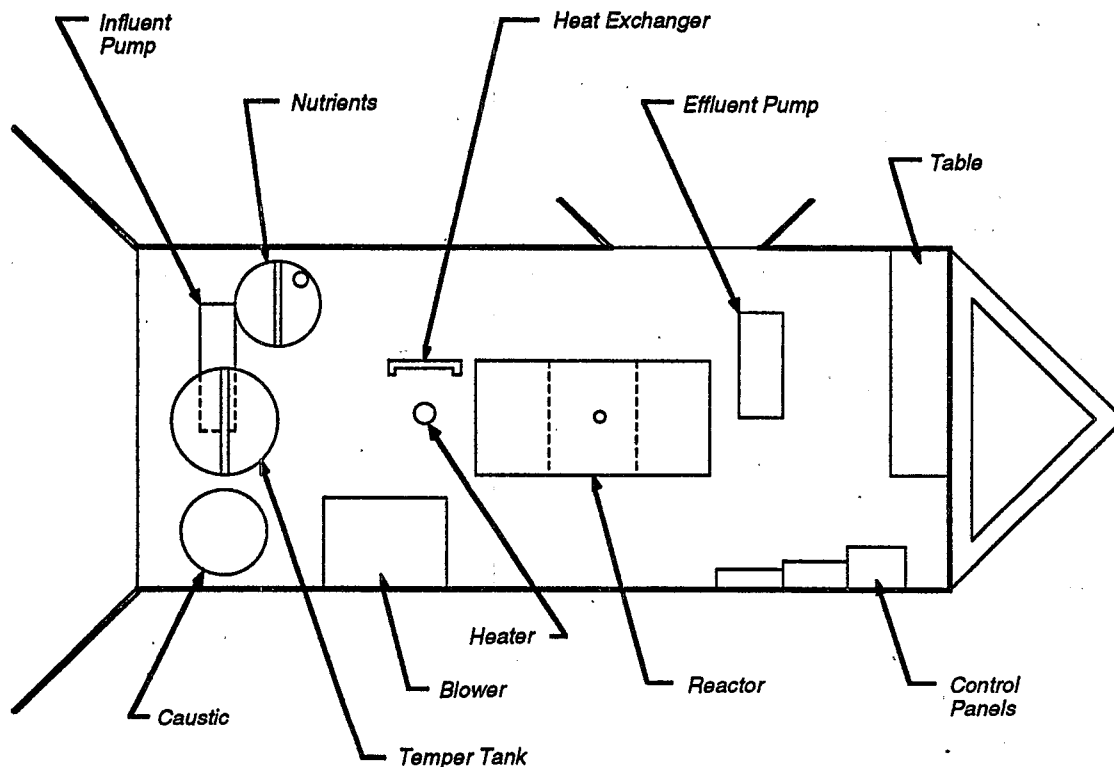 Influent
Pump
Heat Exchanger
Nutrients
Effluent Pump
Table
Heater
Blower
Reactor
Control
Panels
Caustic
Temper Tank